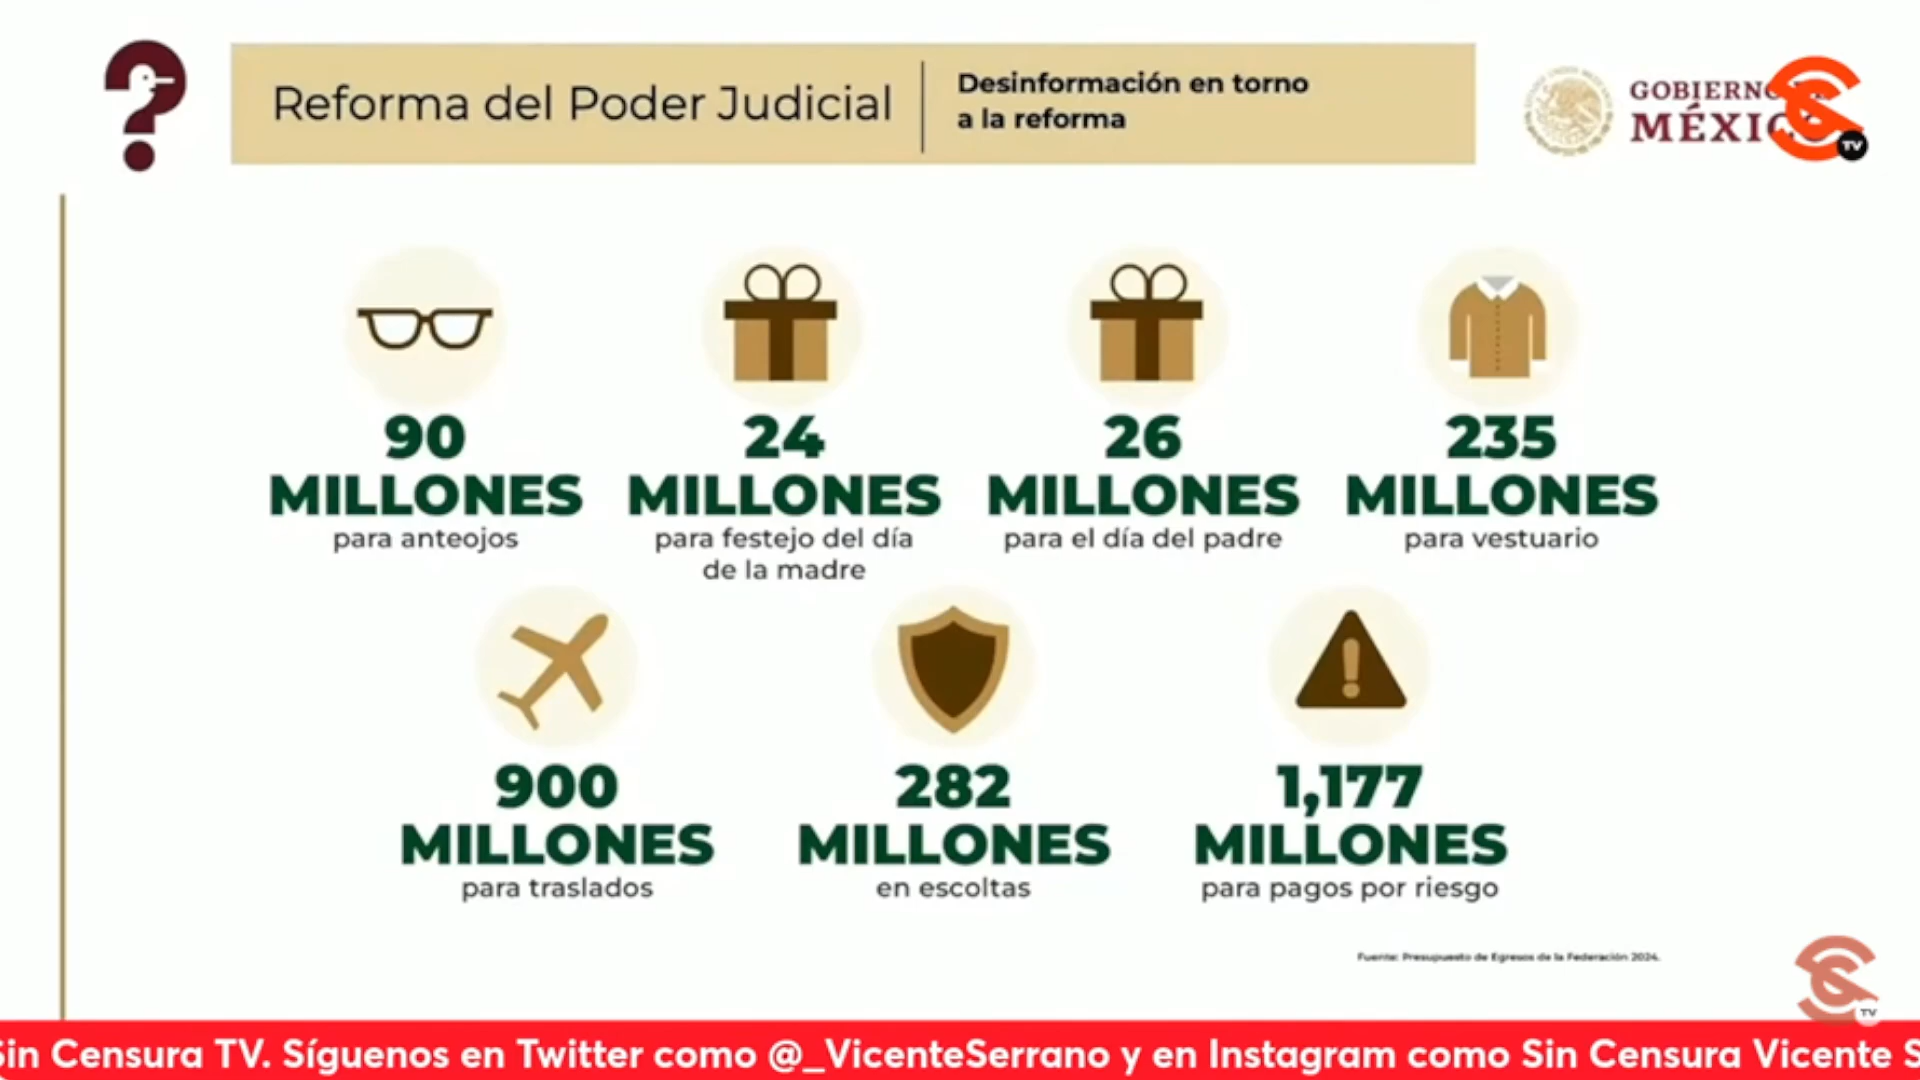 Reforma del Poder Judicial
Desinformación en torno
a la reforma
GOBIERNO
MÉXICO
TV
90
MILLONES
para anteojos
24
MILLONES
para festejo del día
de la madre
26
MILLONES
para el día del padre
235
MILLONES
para vestuario
900
MILLONES
para traslados
282
MILLONES
en escoltas
1,177
MILLONES
para pagos por riesgo
Fuente: Presupuesto de Egresos de la Federación 2024.
TV
Sin Censura TV. Síguenos en Twitter como @_VicenteSerrano y en Instagram como Sin Censura Vicente S